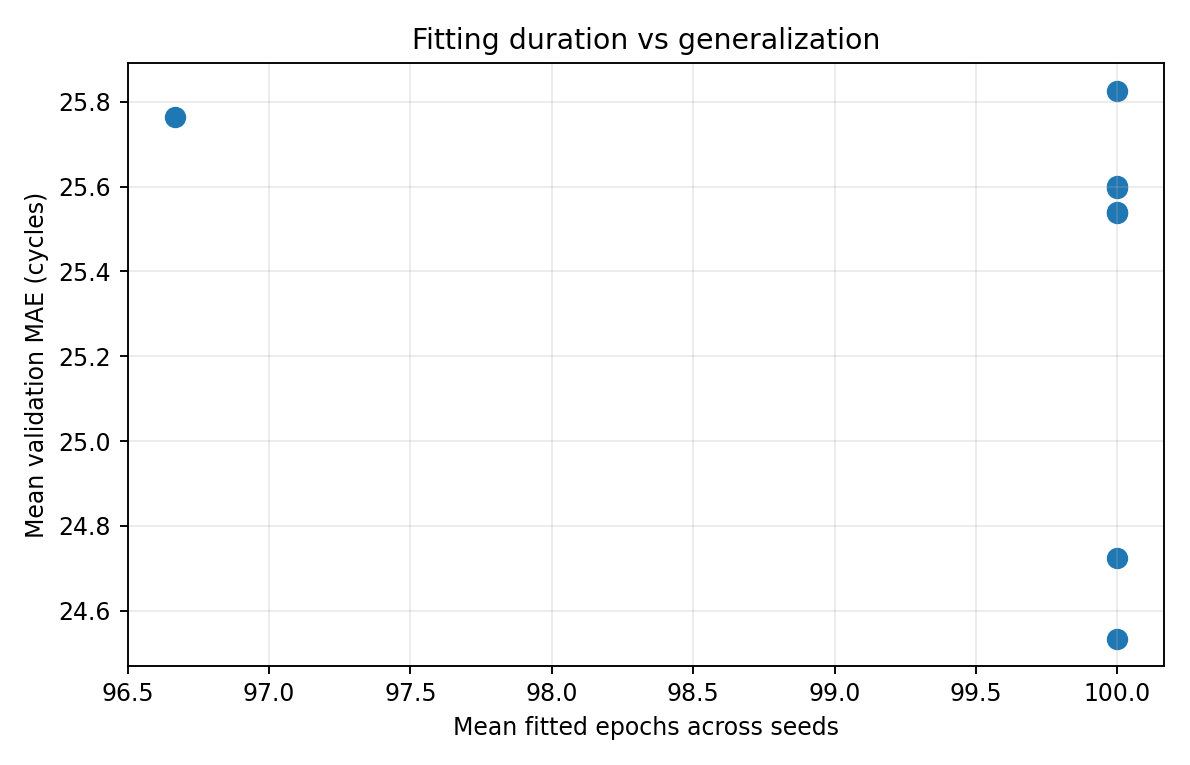 Fitting duration vs generalization
Mean validation MAE (cycles)
25.8
25.6
25.4
25.2
25.0
24.8
24.6
96.5 97.0 97.5 98.0 98.5 99.0 99.5 100.0
Mean fitted epochs across seeds